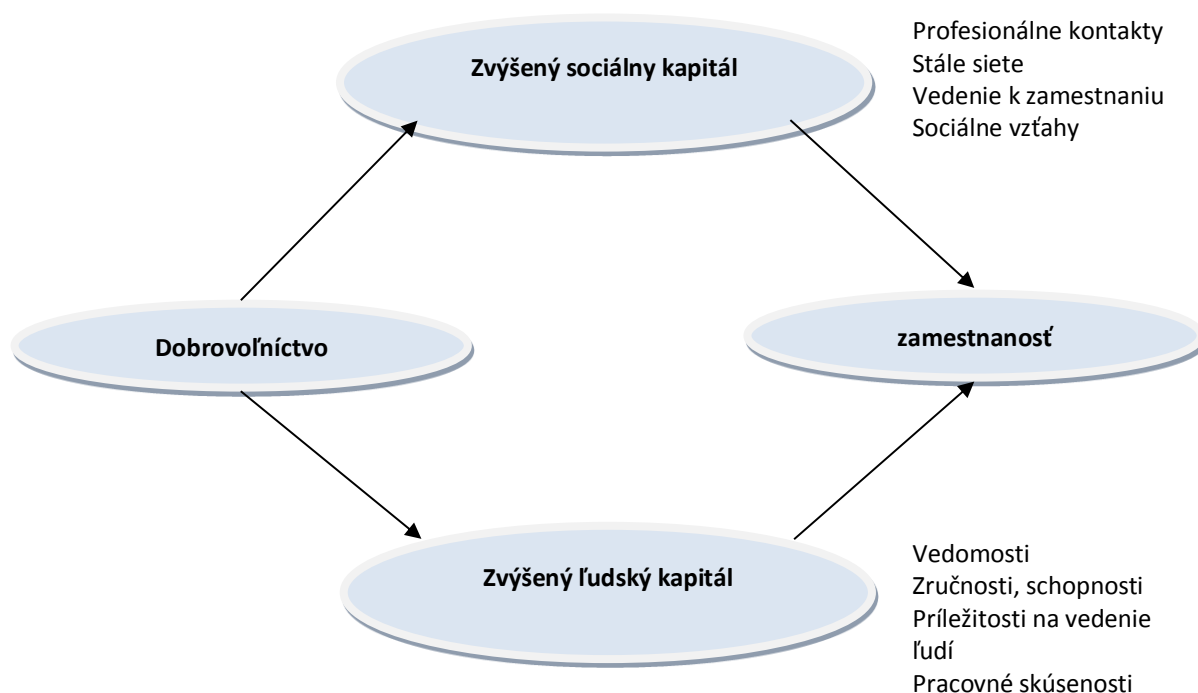 Zvýšený sociálny kapitál
Profesionálne kontakty
Stále siete
Vedenie k zamestnaniu
Sociálne vzťahy
Dobrovoľníctvo
zamestnanosť
Zvýšený ľudský kapitál
Vedomosti
Zručnosti, schopnosti
Príležitosti na vedenie
ľudí
Pracovné skúsenosti